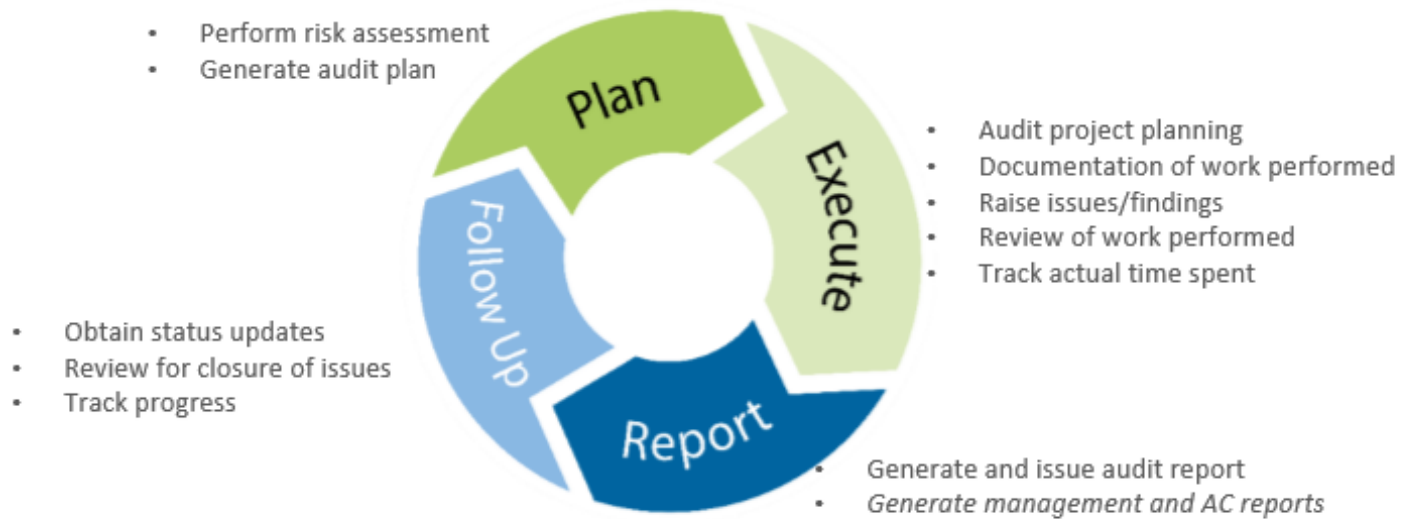 • Perform risk assessment
• Generate audit plan
Plan
Execute
• Audit project planning
• Documentation of work performed
• Raise issues/findings
• Review of work performed
• Track actual time spent
Follow Up
• Obtain status updates
• Review for closure of issues
• Track progress
Report
• Generate and issue audit report
• Generate management and AC reports